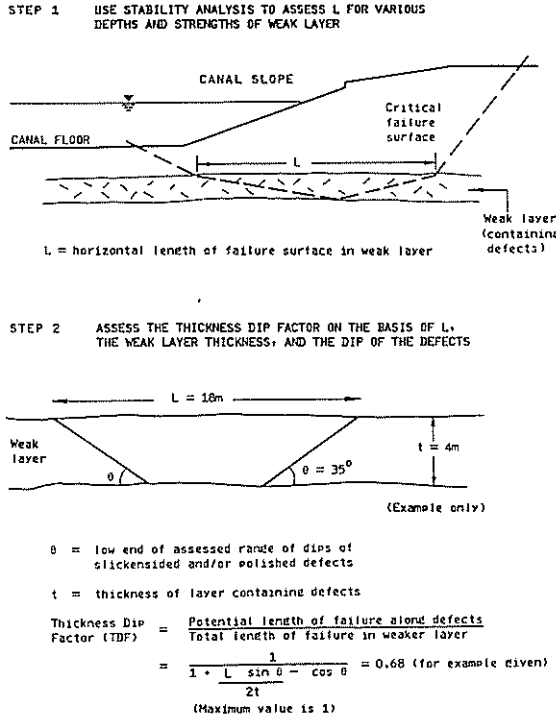 STEP 1 USE STABILITY ANALYSIS TO ASSESS L FOR VARIOUS
DEPTHS AND STRENGTHS OF WEAK LAYER
CANAL SLOPE
CANAL FLOOR
Critical
failure
surface
L
Weak layer
(containing
defects)
L = horizontal length of failure surface in weak layer
STEP 2 ASSESS THE THICKNESS DIP FACTOR ON THE BASIS OF L,
THE WEAK LAYER THICKNESS, AND THE DIP OF THE DEFECTS
L = 18m
Weak
layer
θ
θ = 35°
t = 4m
(Example only)
θ = low end of assessed range of dips of
slickensided and/or polished defects
t = thickness of layer containing defects
Thickness Dip
Factor (TDF) = Potential length of failure along defects
Total length of failure in weaker layer
= 1
1 + L sin θ - cos θ = 0.68 (for example given)
2t
(Maximum value is 1)